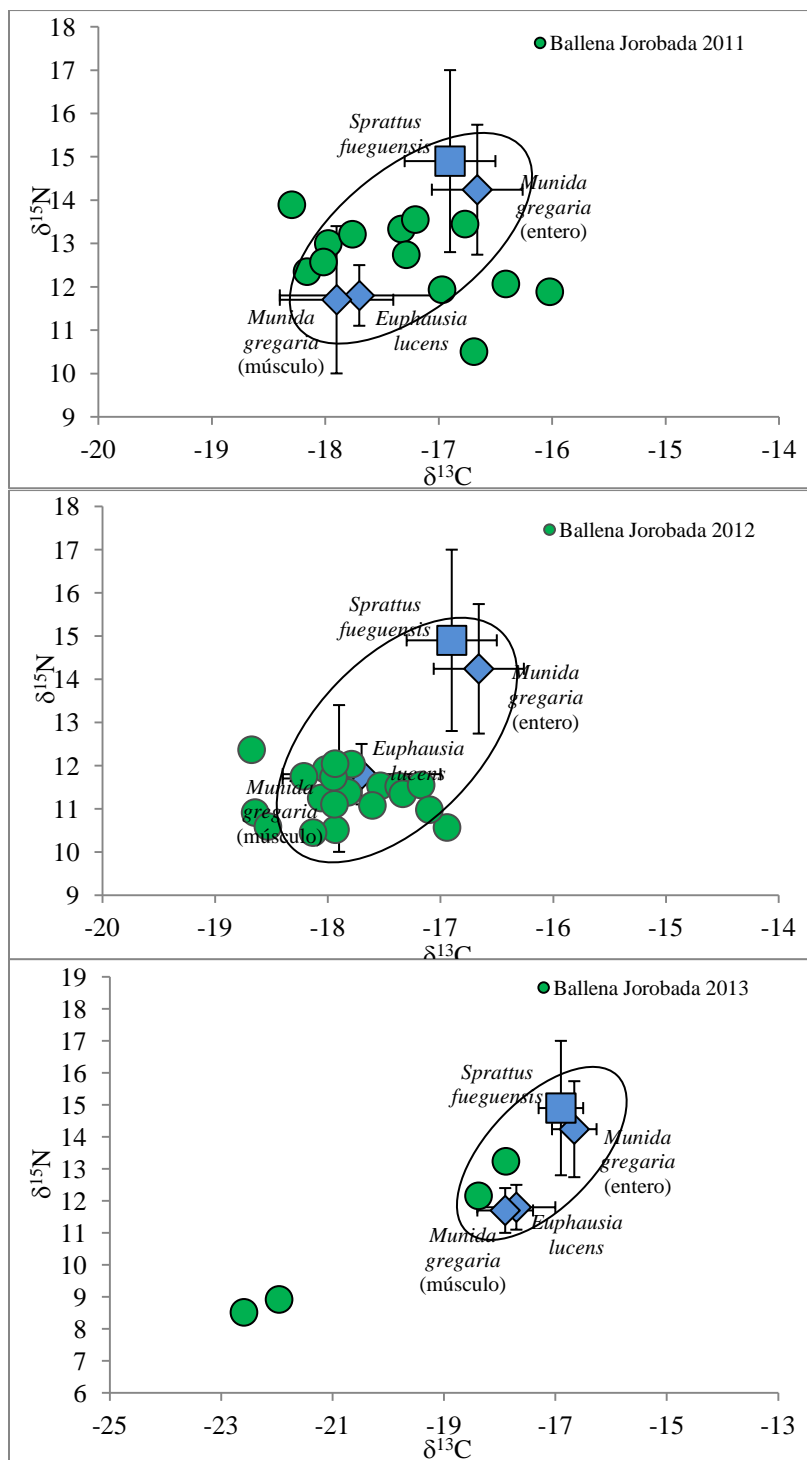 18
17
16
15
14
13
12
11
10
9
δ15N
Ballena Jorobada 2011
Sprattus
fueguensis
Munida
gregaria
(entero)
Munida
gregaria
(músculo)
Euphausia
lucens
-20 -19 -18 -17 -16 -15 -14
δ13C
18
17
16
15
14
13
12
11
10
9
δ15N
Ballena Jorobada 2012
Sprattus
fueguensis
Munida
gregaria
(entero)
Euphausia
lucens
Munida
gregaria
(músculo)
-20 -19 -18 -17 -16 -15 -14
δ13C
19
18
17
16
15
14
13
12
11
10
9
8
7
6
δ15N
Ballena Jorobada 2013
Sprattus
fueguensis
Munida
gregaria
(entero)
Euphausia
lucens
Munida
gregaria
(músculo)
-25 -23 -21 -19 -17 -15 -13
δ13C